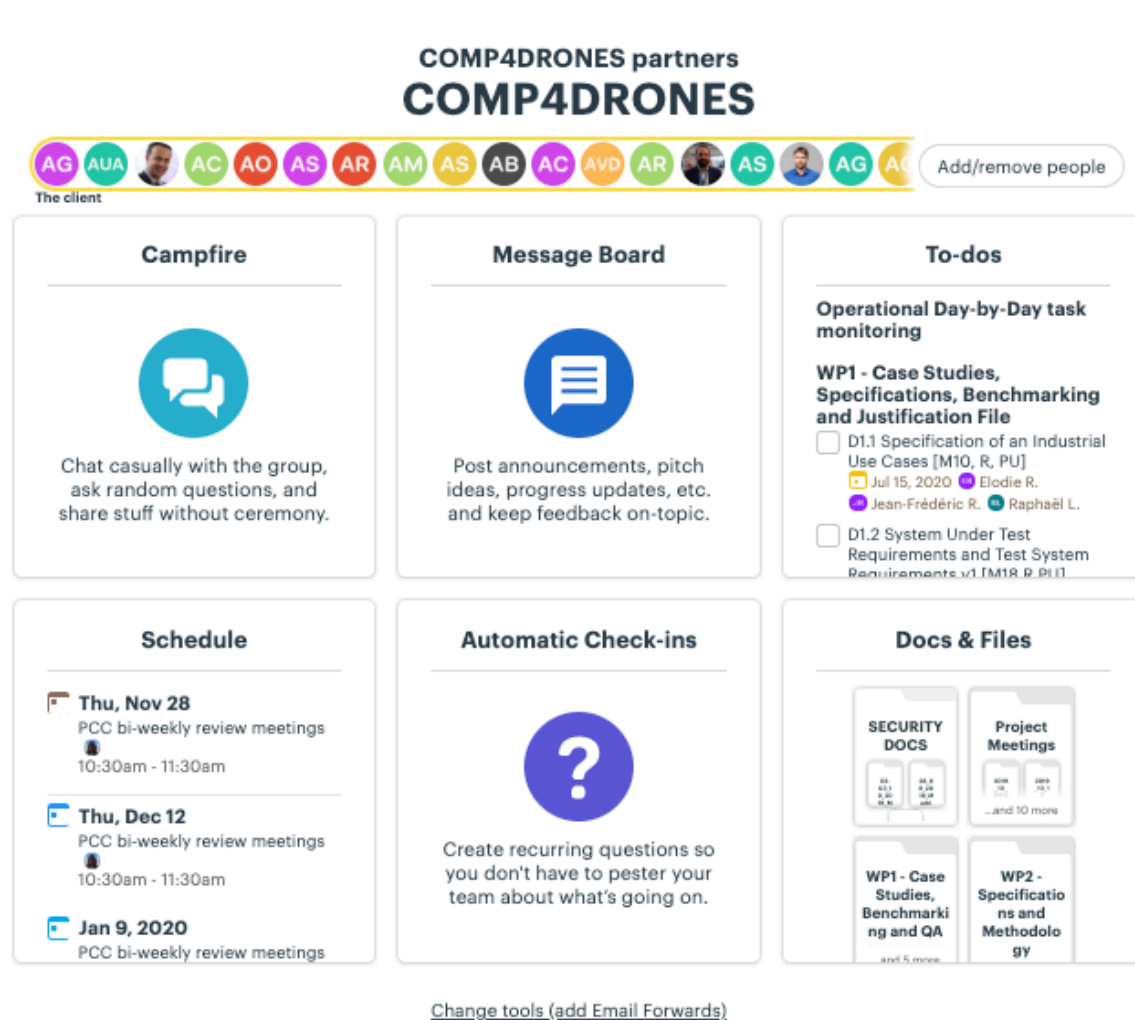 COMP4DRONES partners
COMP4DRONES
AG AUA AC AO AS AR AM AS AB AC AVD AR AS AG
Add/remove people
The client
Campfire
Chat casually with the group,
ask random questions, and
share stuff without ceremony.
Message Board
Post announcements, pitch
ideas, progress updates, etc.
and keep feedback on-topic.
To-dos
Operational Day-by-Day task
monitoring
WP1 - Case Studies,
Specifications, Benchmarking
and Justification File
D1.1 Specification of an Industrial
Use Cases [M10, R, PU]
Jul 15, 2020 Elodie R.
Jean-Frédéric R. Raphaël L.
D1.2 System Under Test
Requirements and Test System
Requirements v1 [M18,R,PU]
Schedule
Thu, Nov 28
PCC bi-weekly review meetings
10:30am - 11:30am
Thu, Dec 12
PCC bi-weekly review meetings
10:30am - 11:30am
Jan 9, 2020
PCC bi-weekly review meetings
Automatic Check-ins
?
Create recurring questions so
you don't have to pester your
team about what's going on.
Docs & Files
SECURITY
DOCS
Project
Meetings
...and 10 more
WP1 - Case
Studies,
Benchmarki
ng and QA
and 5 more
WP2 -
Specificatio
ns and
Methodolo
gy
Change tools (add Email Forwards)